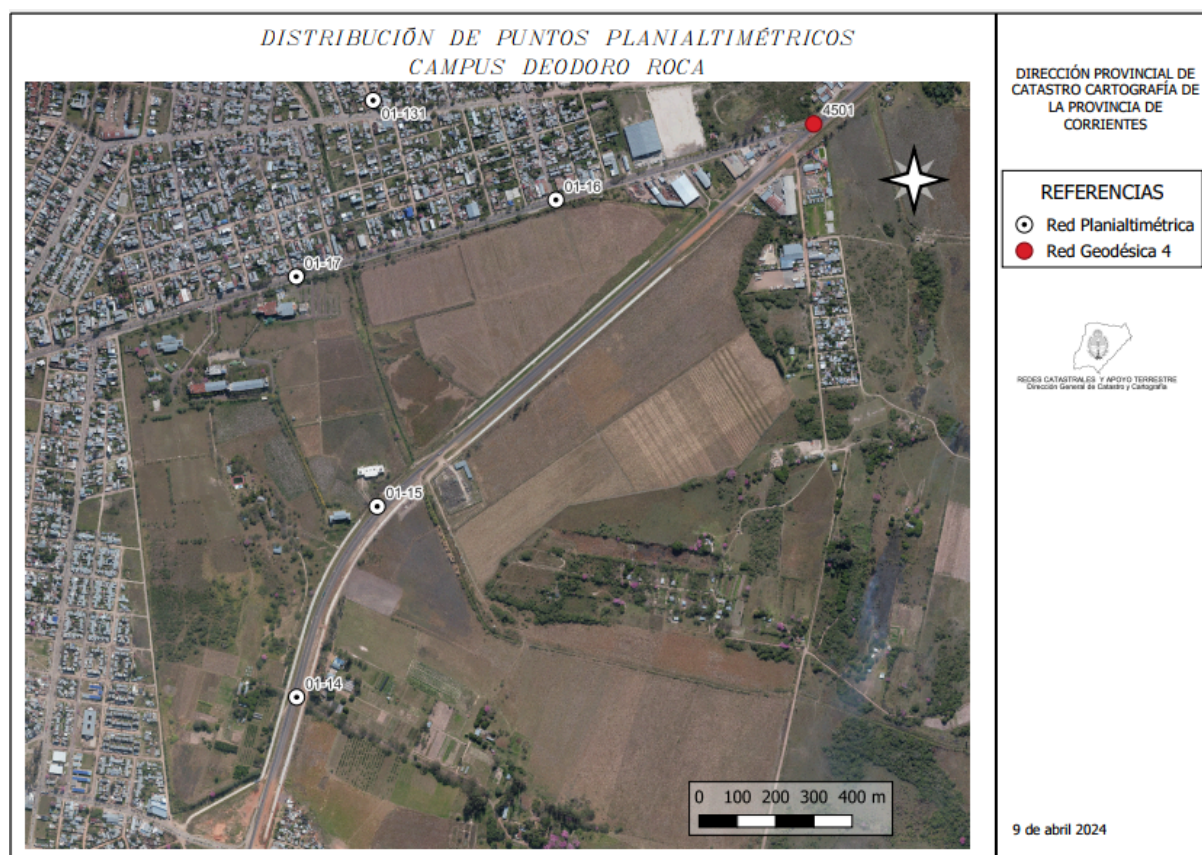 DISTRIBUCIÓN DE PUNTOS PLANIALTIMÉTRICOS
CAMPUS DEODORO ROCA
01-131
4501
01-16
01-17
01-15
01-14
0 100 200 300 400 m
DIRECCIÓN PROVINCIAL DE
CATASTRO CARTOGRAFÍA DE
LA PROVINCIA DE
CORRIENTES
REFERENCIAS
Red Planialtimétrica
Red Geodésica 4
REDES CATASTRALES Y APOYO TERRESTRE
Dirección General de Catastro y Cartografía
9 de abril 2024